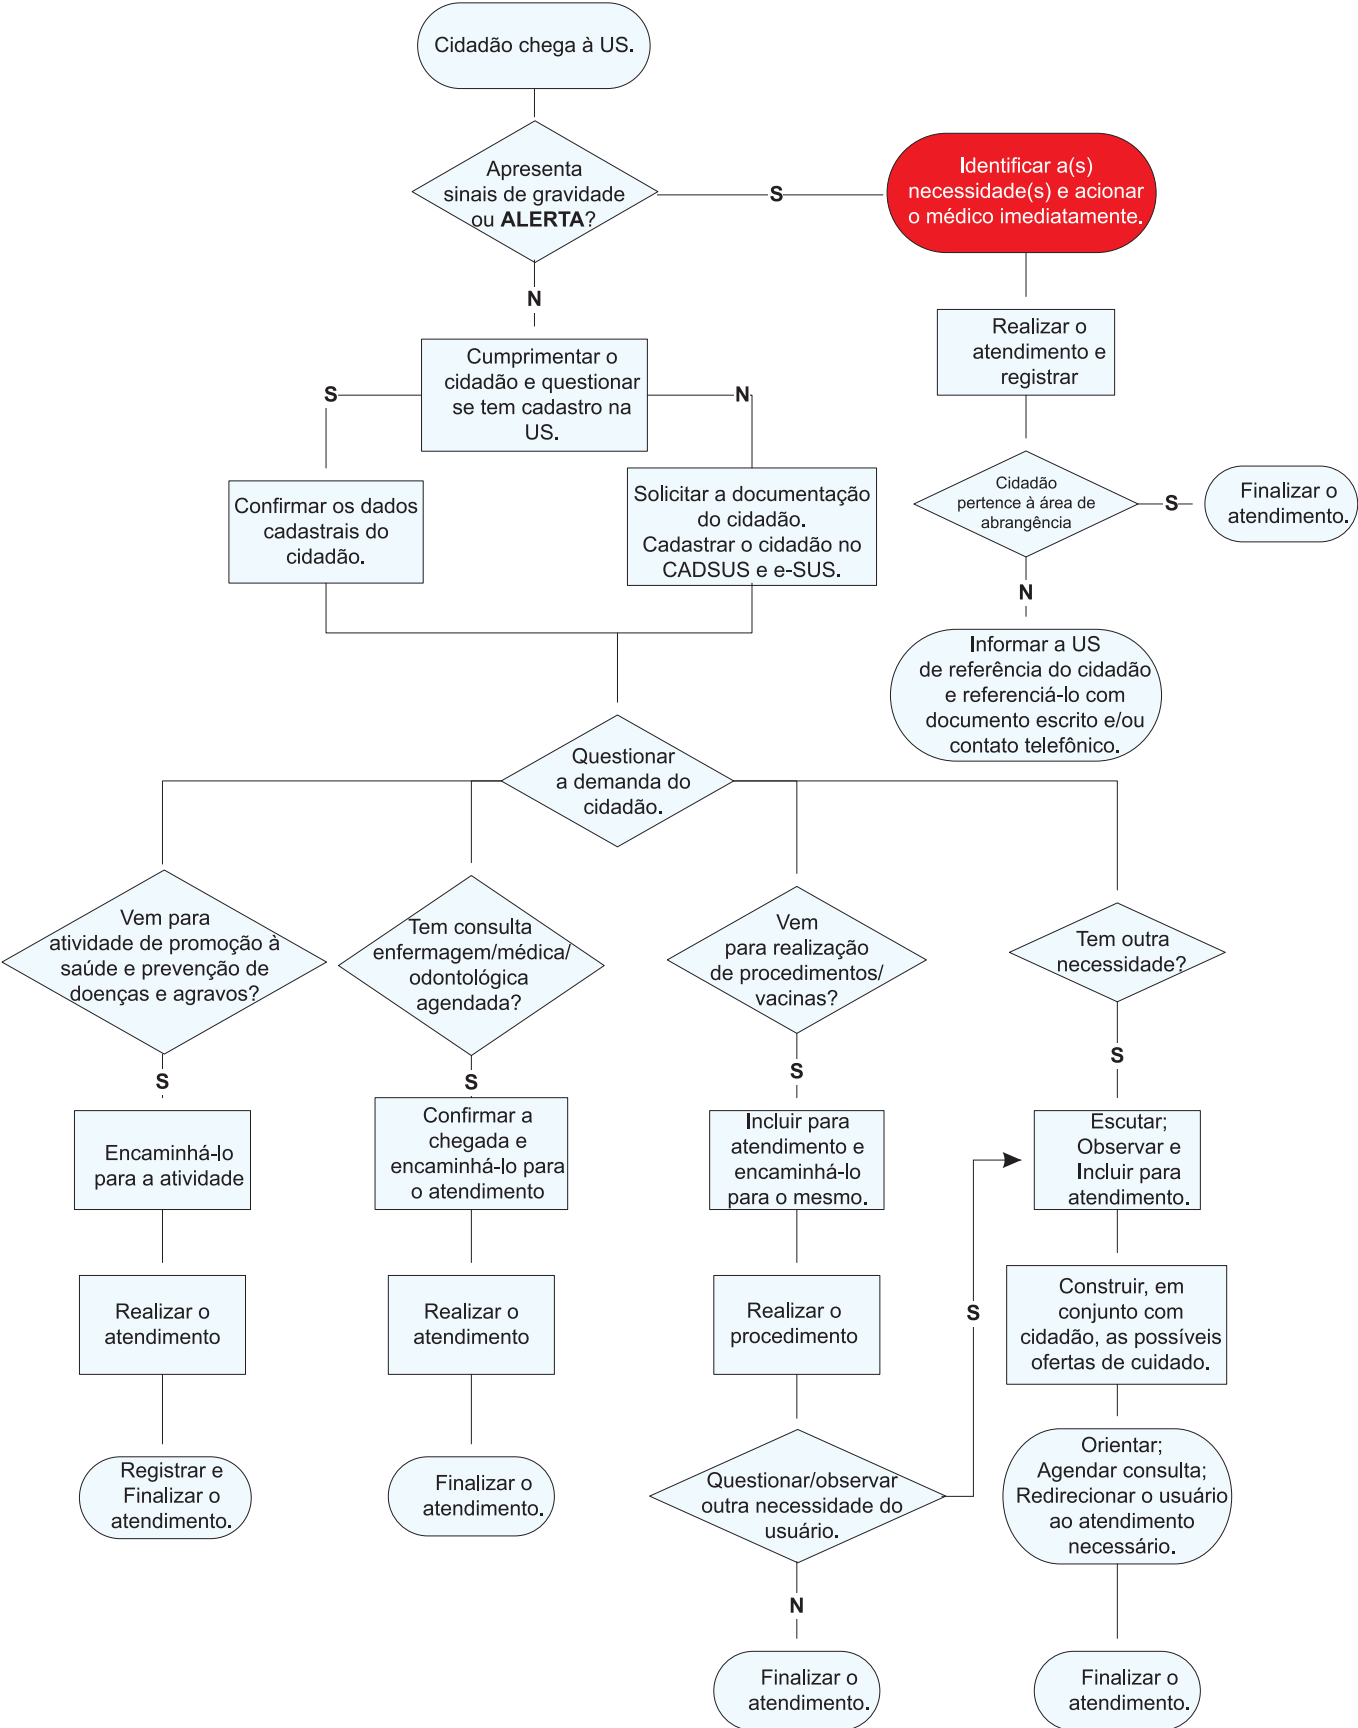 Cidadão chega à US.
Apresenta
sinais de gravidade
ou ALERTA?
S
Identificar a(s)
necessidade(s) e acionar
o médico imediatamente.
N
Realizar o
atendimento e
registrar
Cumprimentar o
cidadão e questionar
se tem cadastro na
US.
S
N
Confirmar os dados
cadastrais do
cidadão.
Solicitar a documentação
do cidadão.
Cadastrar o cidadão no
CADSUS e e-SUS.
Cidadão
pertence à área de
abrangência
S
Finalizar o
atendimento.
N
Informar a US
de referência do cidadão
e referenciá-lo com
documento escrito e/ou
contato telefônico.
Questionar
a demanda do
cidadão.
Vem para
atividade de promoção à
saúde e prevenção de
doenças e agravos?
S
Encaminhá-lo
para a atividade
Realizar o
atendimento
Registrar e
Finalizar o
atendimento.
Tem consulta
enfermagem/médica/
odontológica
agendada?
S
Confirmar a
chegada e
encaminhá-lo para
o atendimento
Realizar o
atendimento
Finalizar o
atendimento.
Vem
para realização
de procedimentos/
vacinas?
S
Incluir para
atendimento e
encaminhá-lo
para o mesmo.
Realizar o
procedimento
Questionar/observar
outra necessidade do
usuário.
S
N
Finalizar o
atendimento.
Tem outra
necessidade?
S
Escutar;
Observar e
Incluir para
atendimento.
Construir, em
conjunto com
cidadão, as possíveis
ofertas de cuidado.
Orientar;
Agendar consulta;
Redirecionar o usuário
ao atendimento
necessário.
Finalizar o
atendimento.